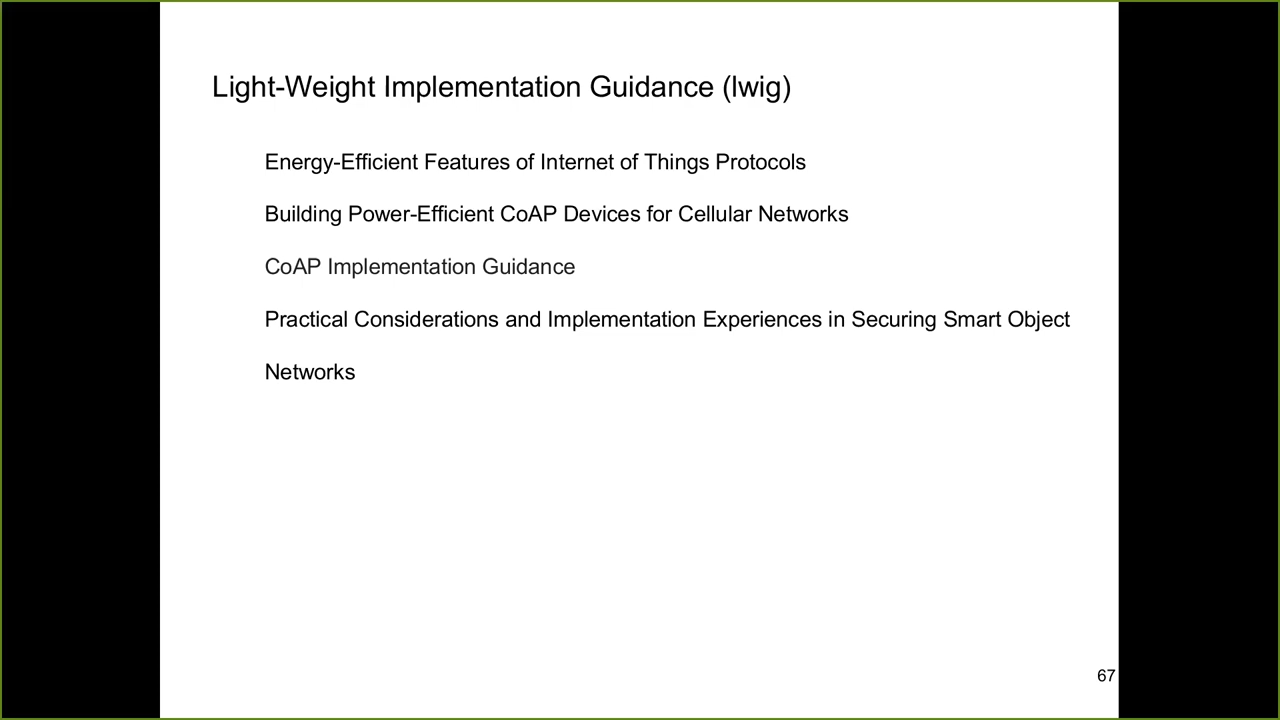 Light-Weight Implementation Guidance (lwig)
Energy-Efficient Features of Internet of Things Protocols
Building Power-Efficient CoAP Devices for Cellular Networks
CoAP Implementation Guidance
Practical Considerations and Implementation Experiences in Securing Smart Object
Networks
67